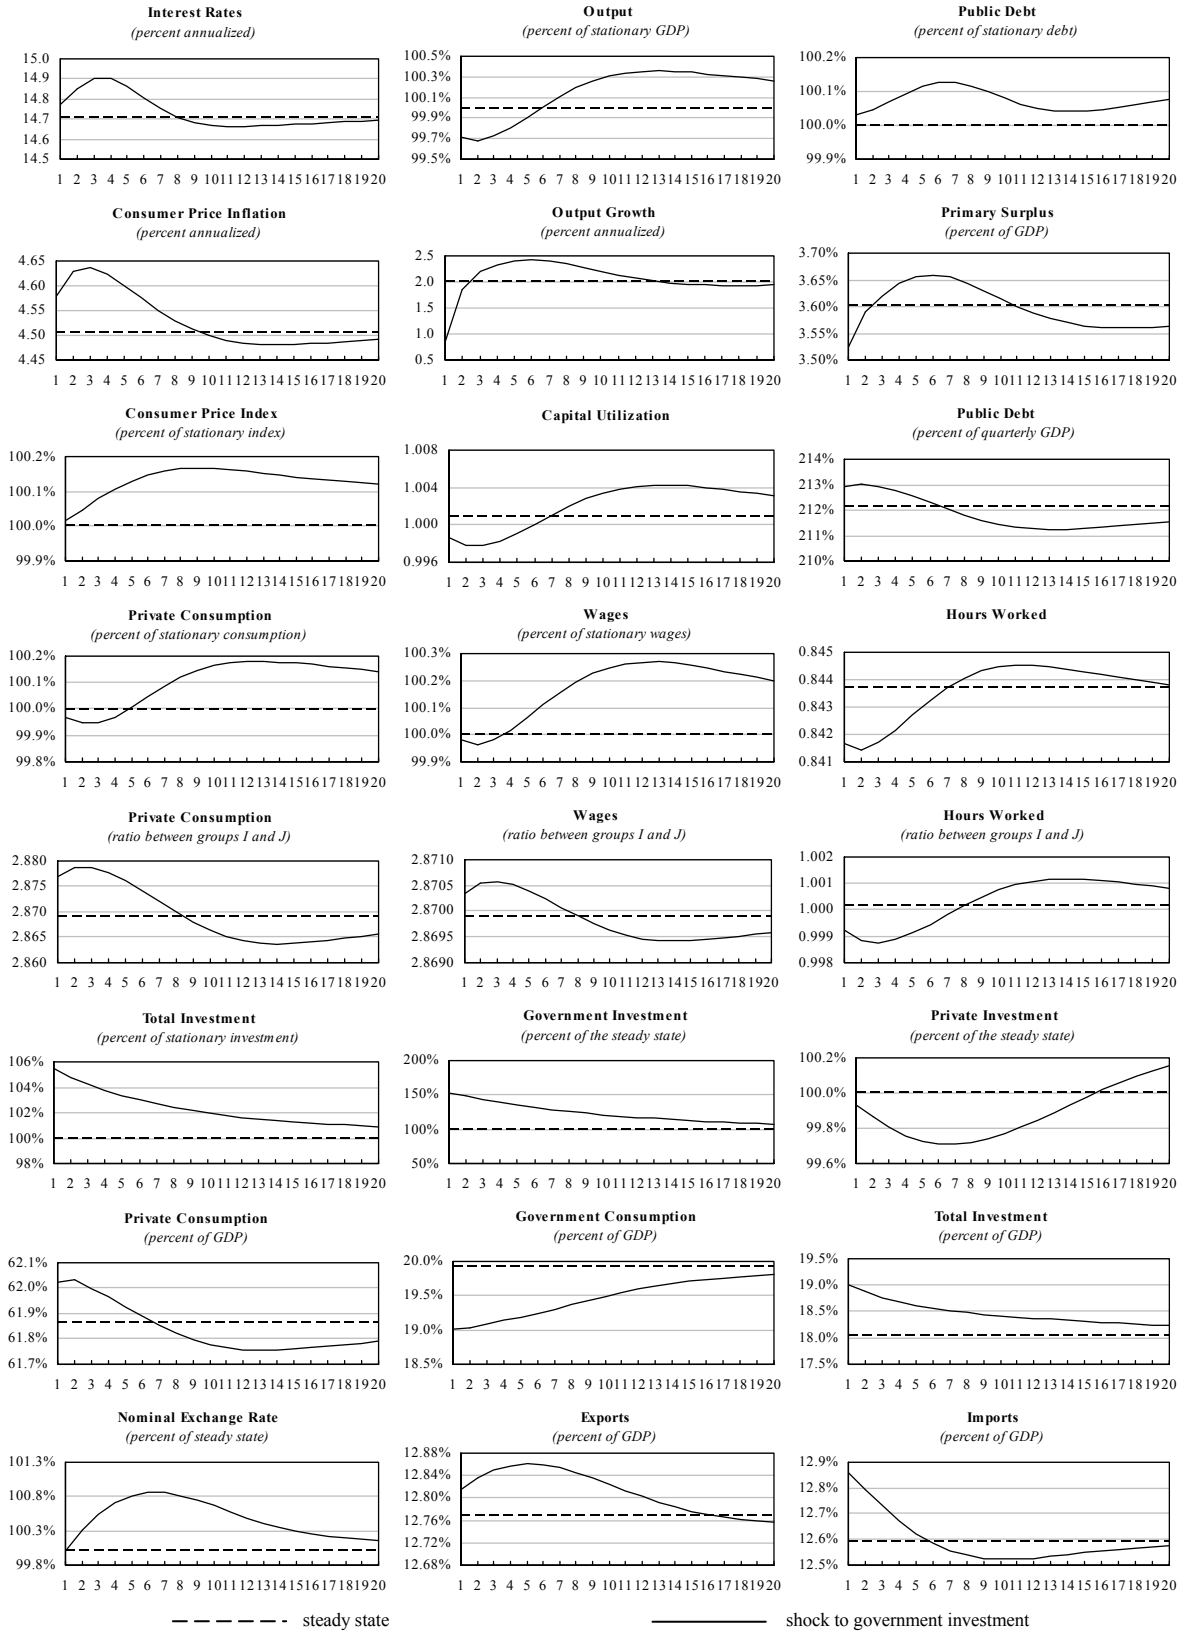 Interest Rates
(percent annualized)
15.0
14.9
14.8
14.7
14.6
14.5
1 2 3 4 5 6 7 8 9 10 11 12 13 14 15 16 17 18 19 20
Output
(percent of stationary GDP)
100.5%
100.3%
100.1%
99.9%
99.7%
99.5%
1 2 3 4 5 6 7 8 9 10 11 12 13 14 15 16 17 18 19 20
Public Debt
(percent of stationary debt)
100.2%
100.1%
100.0%
99.9%
1 2 3 4 5 6 7 8 9 10 11 12 13 14 15 16 17 18 19 20
Consumer Price Inflation
(percent annualized)
4.65
4.60
4.55
4.50
4.45
1 2 3 4 5 6 7 8 9 10 11 12 13 14 15 16 17 18 19 20
Output Growth
(percent annualized)
2.5
2.0
1.5
1.0
0.5
1 2 3 4 5 6 7 8 9 10 11 12 13 14 15 16 17 18 19 20
Primary Surplus
(percent of GDP)
3.70%
3.65%
3.60%
3.55%
3.50%
1 2 3 4 5 6 7 8 9 10 11 12 13 14 15 16 17 18 19 20
Consumer Price Index
(percent of stationary index)
100.2%
100.1%
100.0%
99.9%
1 2 3 4 5 6 7 8 9 10 11 12 13 14 15 16 17 18 19 20
Capital Utilization
1.008
1.004
1.000
0.996
1 2 3 4 5 6 7 8 9 10 11 12 13 14 15 16 17 18 19 20
Public Debt
(percent of quarterly GDP)
214%
213%
212%
211%
210%
1 2 3 4 5 6 7 8 9 10 11 12 13 14 15 16 17 18 19 20
Private Consumption
(percent of stationary consumption)
100.2%
100.1%
100.0%
99.9%
99.8%
1 2 3 4 5 6 7 8 9 10 11 12 13 14 15 16 17 18 19 20
Wages
(percent of stationary wages)
100.3%
100.2%
100.1%
100.0%
99.9%
1 2 3 4 5 6 7 8 9 10 11 12 13 14 15 16 17 18 19 20
Hours Worked
0.845
0.844
0.843
0.842
0.841
1 2 3 4 5 6 7 8 9 10 11 12 13 14 15 16 17 18 19 20
Private Consumption
(ratio between groups I and J)
2.880
2.875
2.870
2.865
2.860
1 2 3 4 5 6 7 8 9 10 11 12 13 14 15 16 17 18 19 20
Wages
(ratio between groups I and J)
2.8710
2.8705
2.8700
2.8695
2.8690
1 2 3 4 5 6 7 8 9 10 11 12 13 14 15 16 17 18 19 20
Hours Worked
(ratio between groups I and J)
1.002
1.001
1.000
0.999
0.998
1 2 3 4 5 6 7 8 9 10 11 12 13 14 15 16 17 18 19 20
Total Investment
(percent of stationary investment)
106%
104%
102%
100%
98%
1 2 3 4 5 6 7 8 9 10 11 12 13 14 15 16 17 18 19 20
Government Investment
(percent of the steady state)
200%
150%
100%
50%
1 2 3 4 5 6 7 8 9 10 11 12 13 14 15 16 17 18 19 20
Private Investment
(percent of the steady state)
100.2%
100.0%
99.8%
99.6%
1 2 3 4 5 6 7 8 9 10 11 12 13 14 15 16 17 18 19 20
Private Consumption
(percent of GDP)
62.1%
62.0%
61.9%
61.8%
61.7%
1 2 3 4 5 6 7 8 9 10 11 12 13 14 15 16 17 18 19 20
Government Consumption
(percent of GDP)
20.0%
19.5%
19.0%
18.5%
1 2 3 4 5 6 7 8 9 10 11 12 13 14 15 16 17 18 19 20
Total Investment
(percent of GDP)
19.5%
19.0%
18.5%
18.0%
17.5%
1 2 3 4 5 6 7 8 9 10 11 12 13 14 15 16 17 18 19 20
Nominal Exchange Rate
(percent of steady state)
101.3%
100.8%
100.3%
99.8%
1 2 3 4 5 6 7 8 9 10 11 12 13 14 15 16 17 18 19 20
Exports
(percent of GDP)
12.88%
12.84%
12.80%
12.76%
12.72%
12.68%
1 2 3 4 5 6 7 8 9 10 11 12 13 14 15 16 17 18 19 20
Imports
(percent of GDP)
12.9%
12.8%
12.7%
12.6%
12.5%
1 2 3 4 5 6 7 8 9 10 11 12 13 14 15 16 17 18 19 20
steady state
shock to government investment